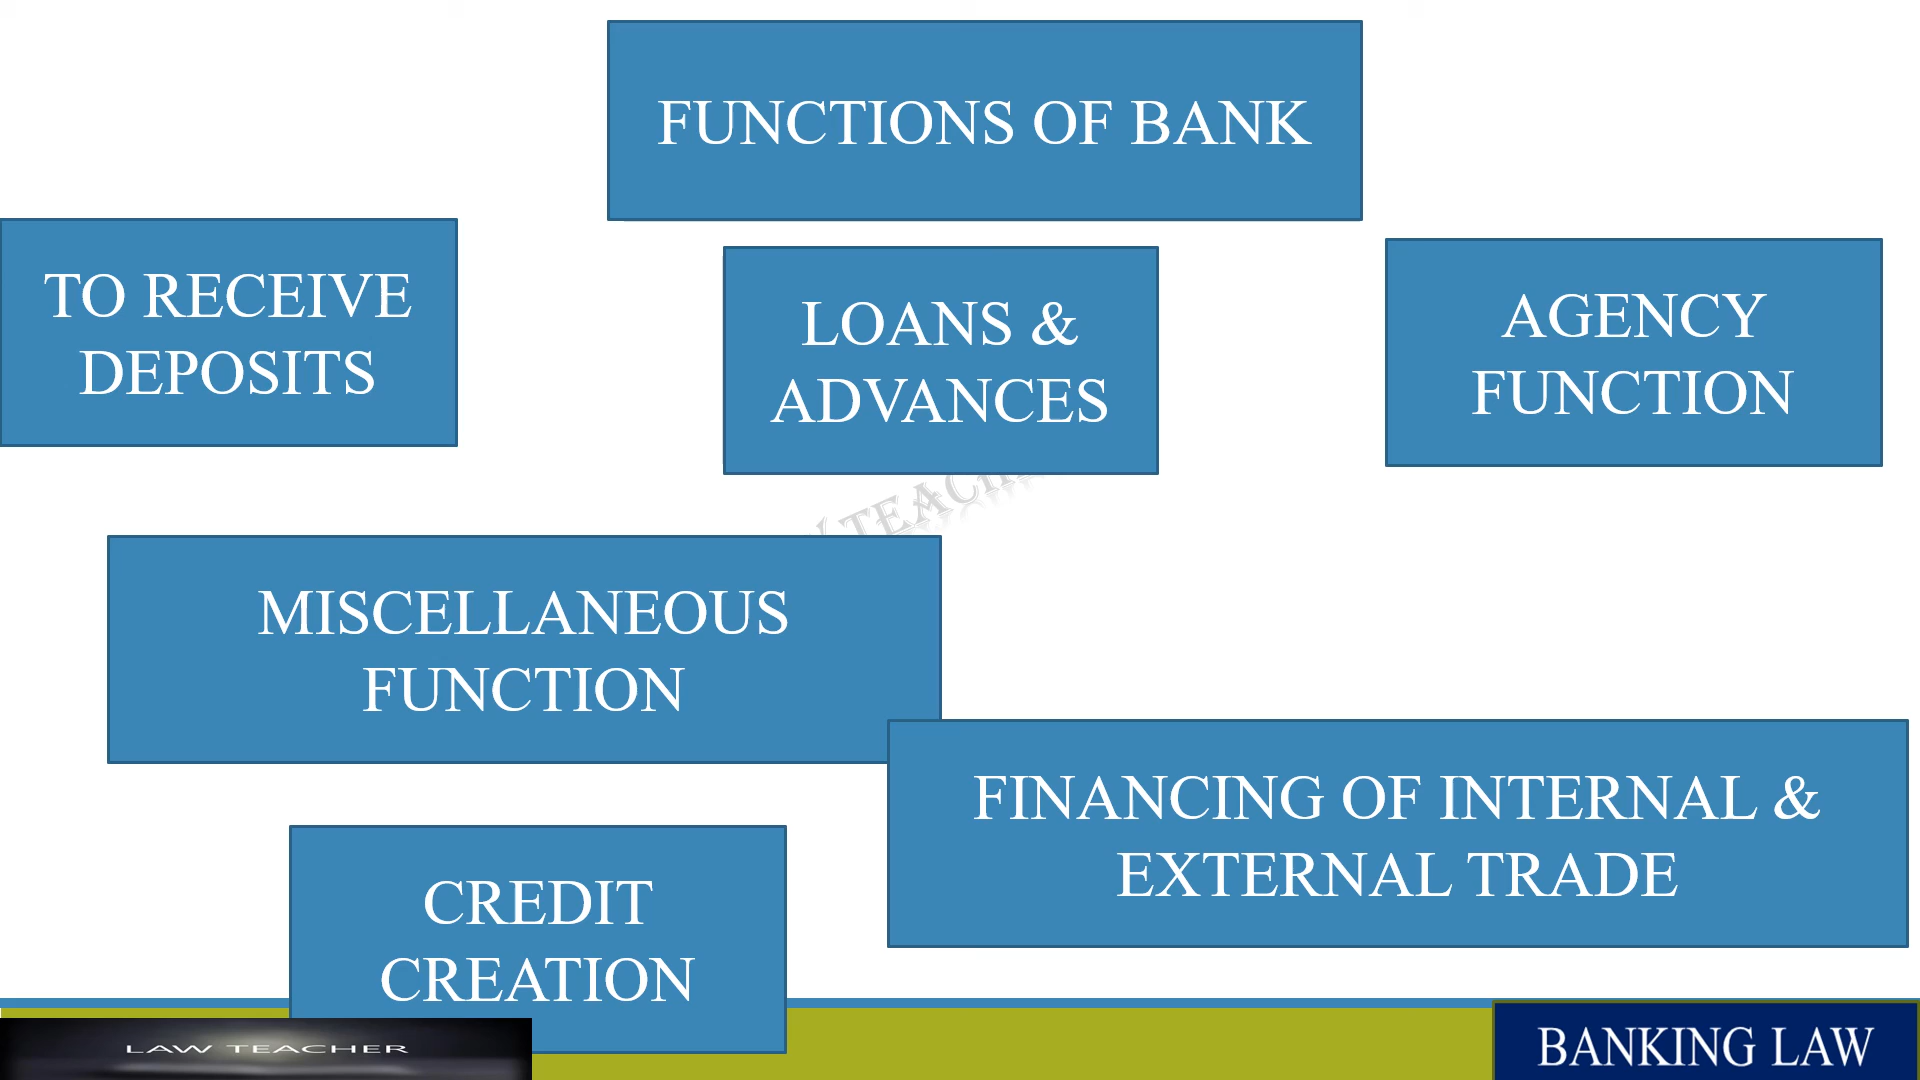 FUNCTIONS OF BANK
TO RECEIVE
DEPOSITS
LOANS &
ADVANCES
AGENCY
FUNCTION
TEACH
MISCELLANEOUS
FUNCTION
FINANCING OF INTERNAL &
EXTERNAL TRADE
CREDIT
CREATION
LAW TEACHER
BANKING LAW